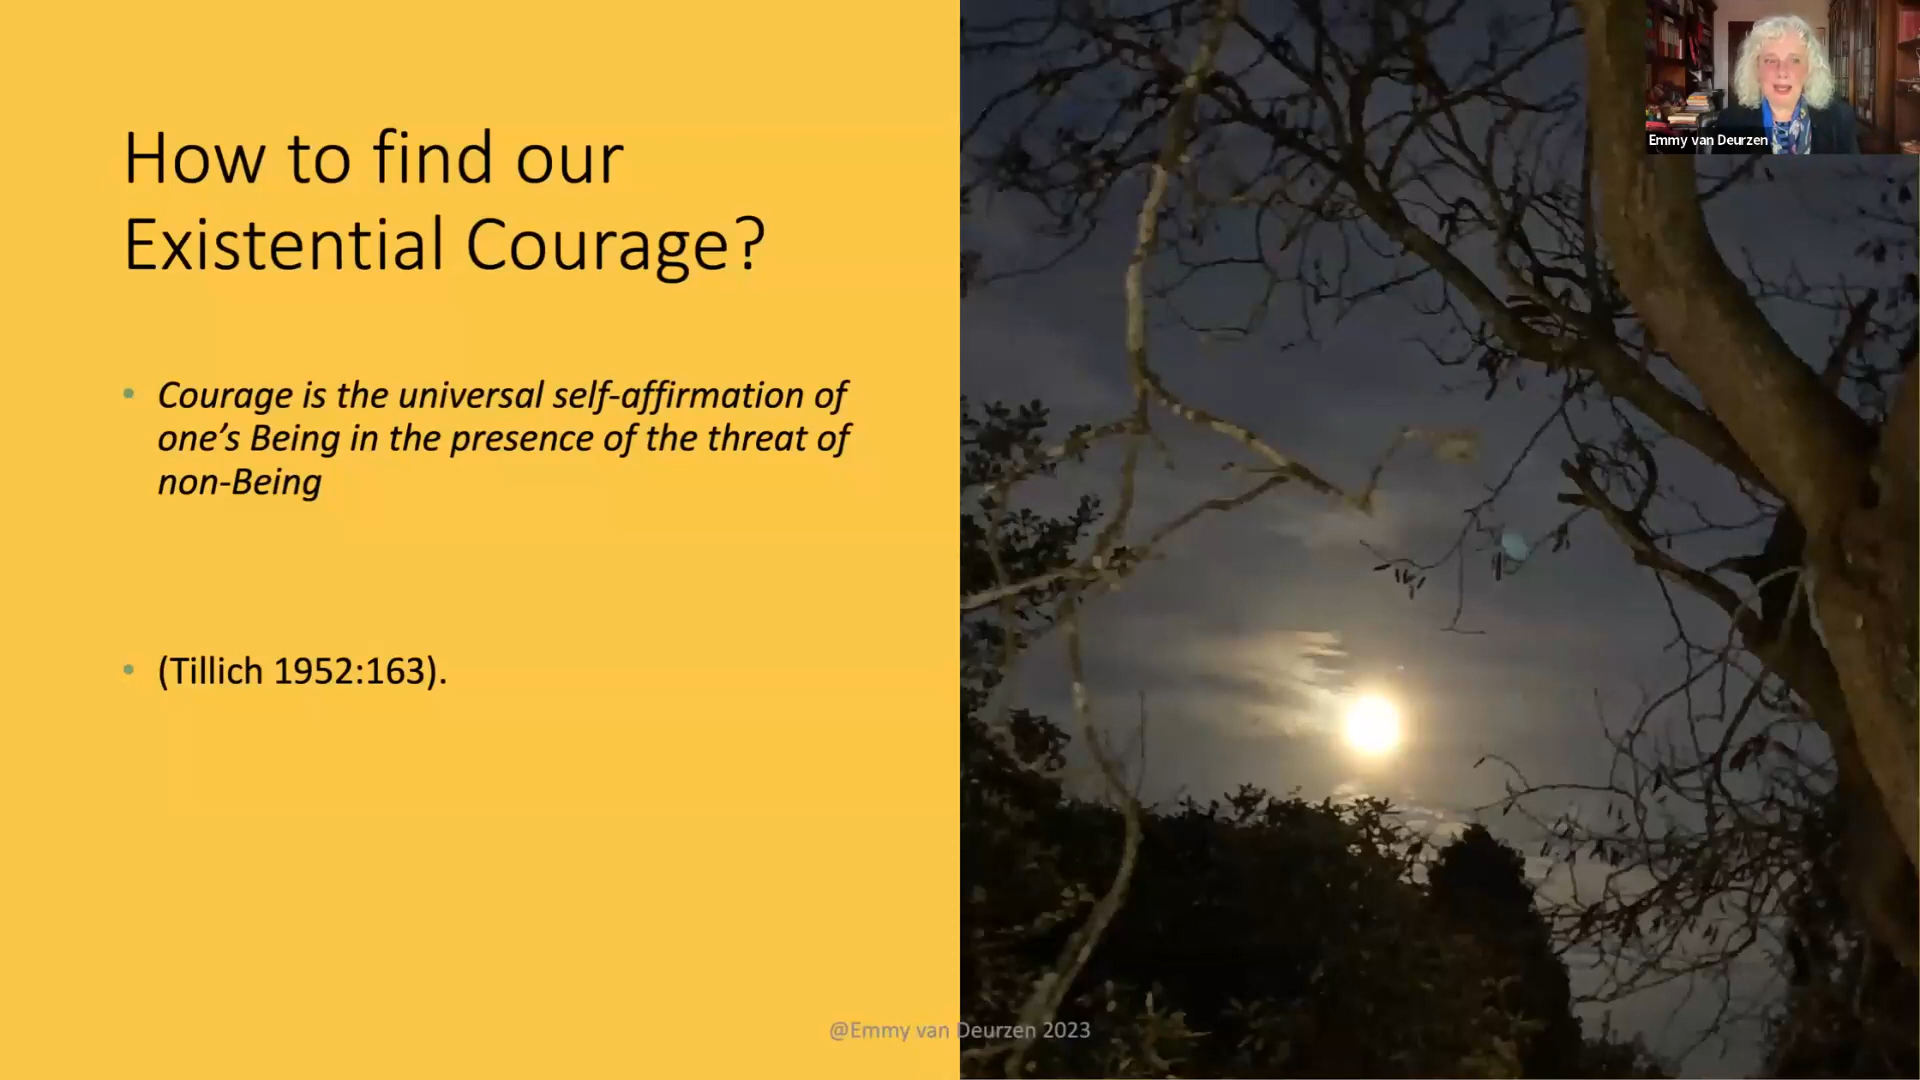 How to find our
Existential Courage?
• Courage is the universal self-affirmation of
one’s Being in the presence of the threat of
non-Being
• (Tillich 1952:163).
Emmy van Deurzen
@Emmy van Deurzen 2023